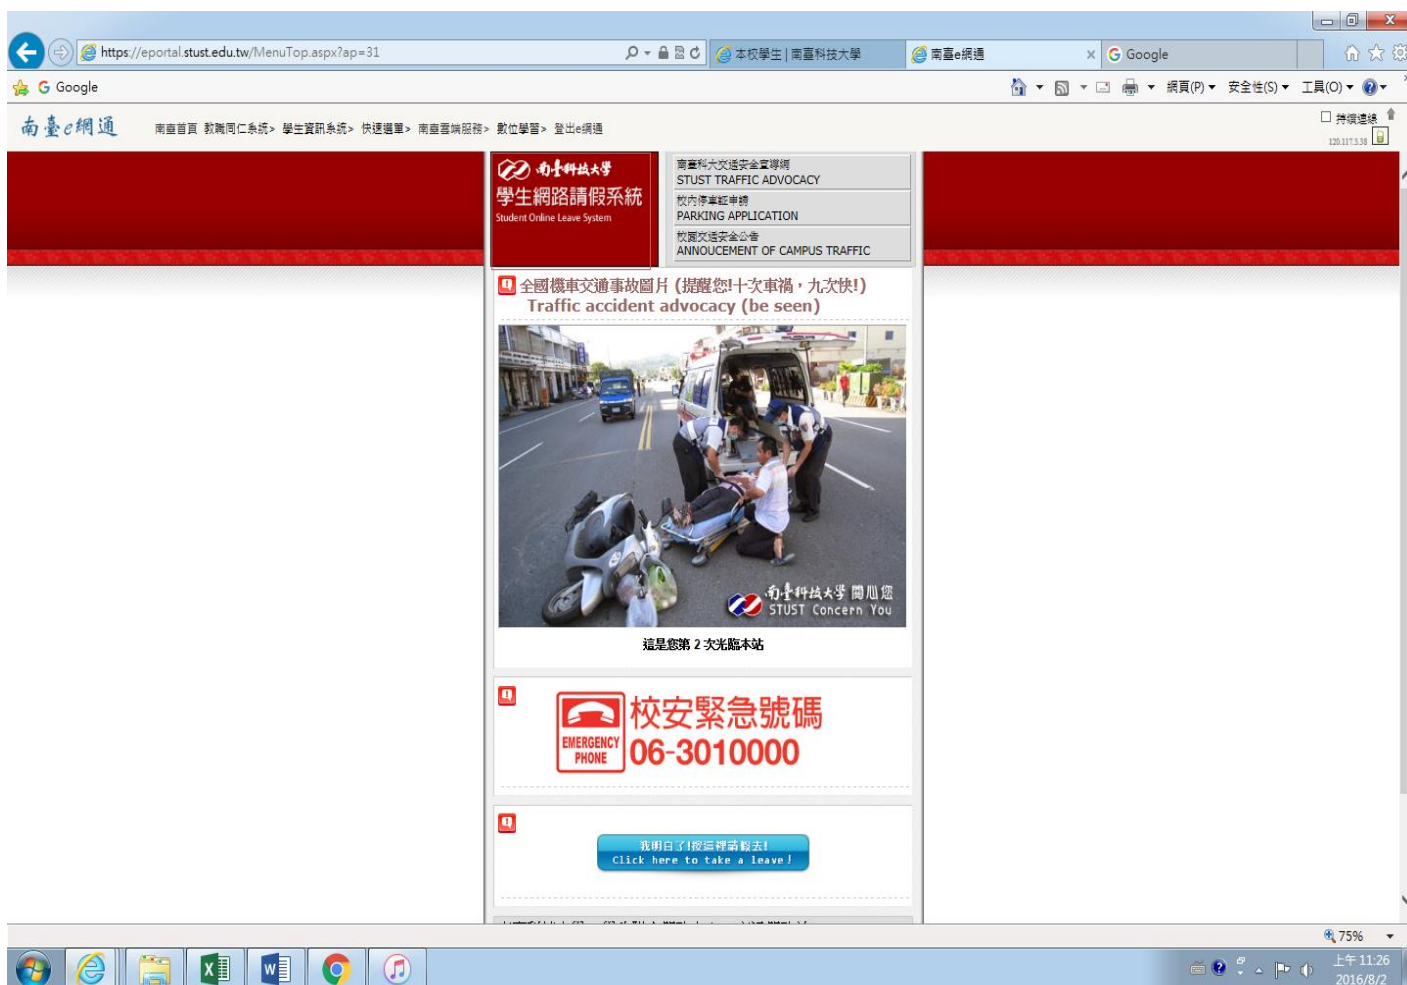 https://eportal.stust.edu.tw/MenuTop.aspx?ap=31
本校學生 | 南臺科技大學
南臺e網通
Google
Google
網頁(P)
安全性(S)
工具(O)
南臺e網通
南臺首頁 教職同仁系統> 學生資訊系統> 快速選單> 南臺雲端服務> 數位學習> 登出e網通
持續連線
120.117.3.38
南臺科技大學
學生網路請假系統
Student Online Leave System
南臺科大交通安全宣導網
STUST TRAFFIC ADVOCACY
校內停車証申請
PARKING APPLICATION
校園交通安全公告
ANNOUCEMENT OF CAMPUS TRAFFIC
全國機車交通事故圖片 (提醒您!十次車禍，九次快!)
Traffic accident advocacy (be seen)
南臺科技大學 關心您
STUST Concern You
這是您第 2 次光臨本站
EMERGENCY
PHONE
校安緊急號碼
06-3010000
我明白了!按這裡請假去!
Click here to take a leave!
75%
上午 11:26
2016/8/2